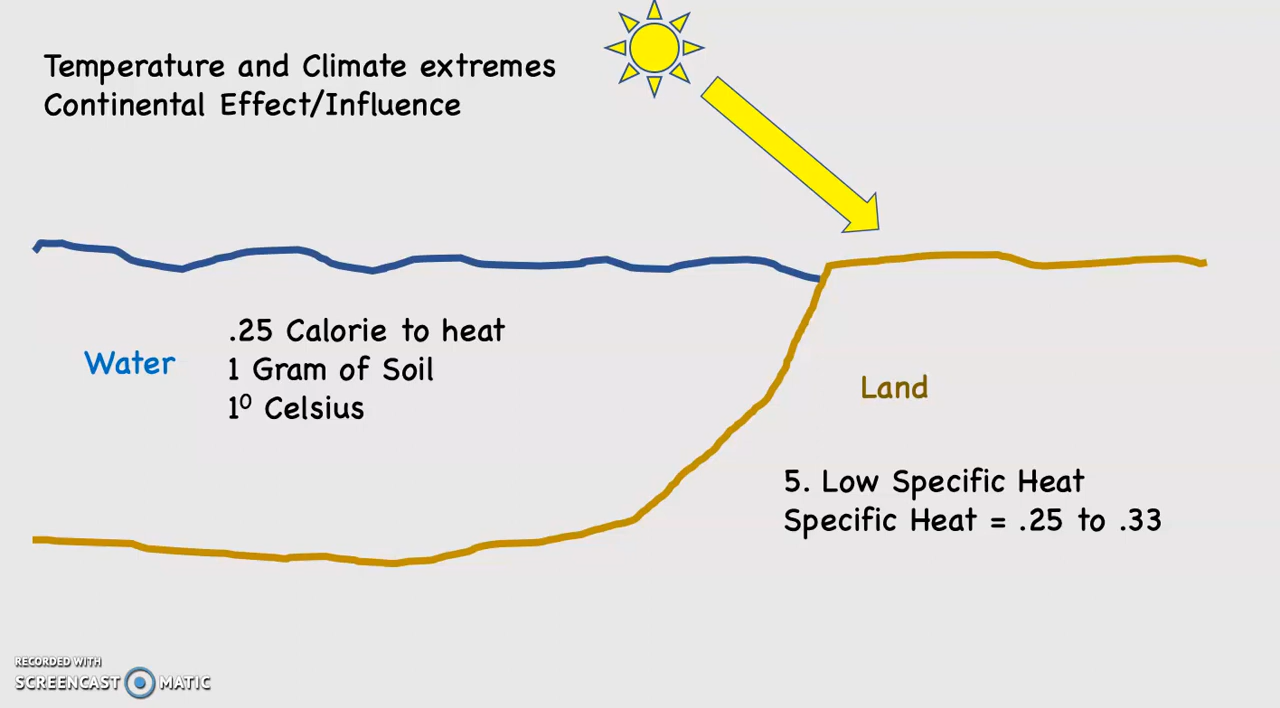 Temperature and Climate extremes
Continental Effect/Influence
.25 Calorie to heat
1 Gram of Soil
1⁰ Celsius
Water
Land
5. Low Specific Heat
Specific Heat = .25 to .33
RECORDED WITH
SCREENCAST MATIC